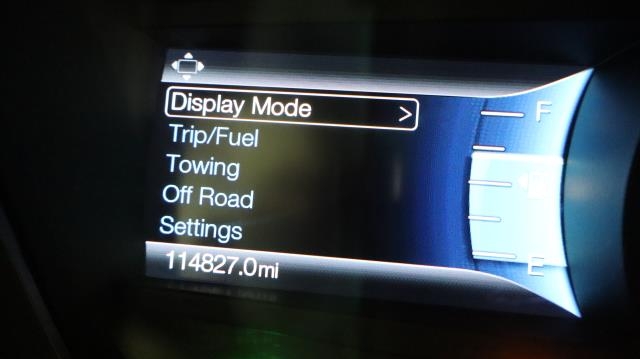 Display Mode >
Trip/Fuel
Towing
Off Road
Settings
114827.0mi
F
E